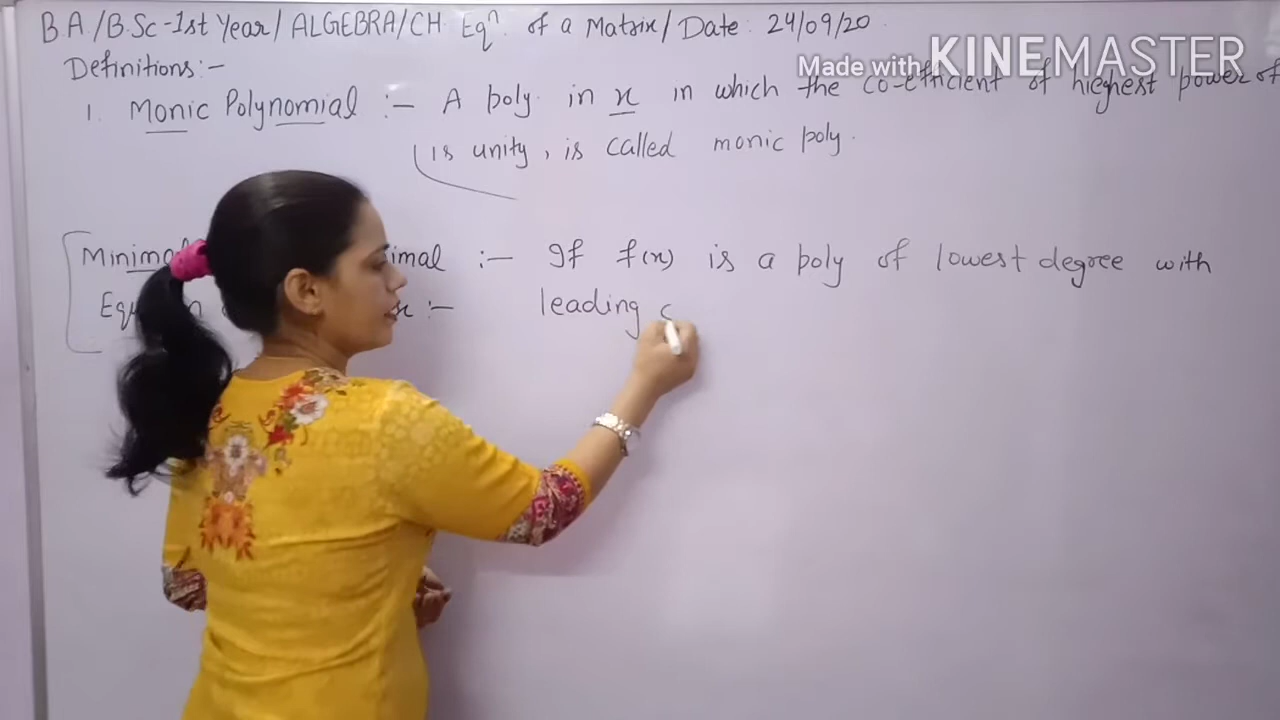 B.A./B.Sc-1st Year/ ALGEBRA/CH. Eqⁿ. of a Matrix/ Date: 24/09/20.
Made with KINEMASTER
Definitions:-
1. Monic Polynomial :- A poly. in x in which the co-efficient of hieghest power of
is unity, is called monic poly.
Minimal :- If f(x) is a poly of lowest degree with
:- leading c